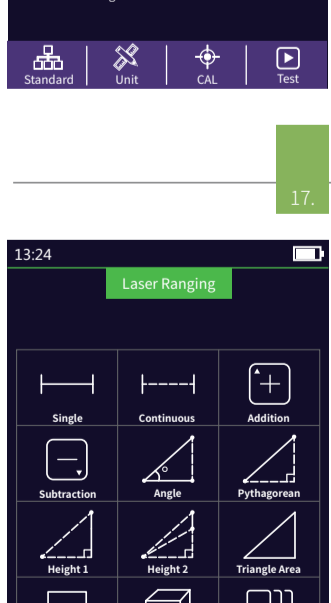 Standard Unit CAL Test
17.
13:24
Laser Ranging
Single Continuous Addition
Subtraction Angle Pythagorean
Height 1 Height 2 Triangle Area